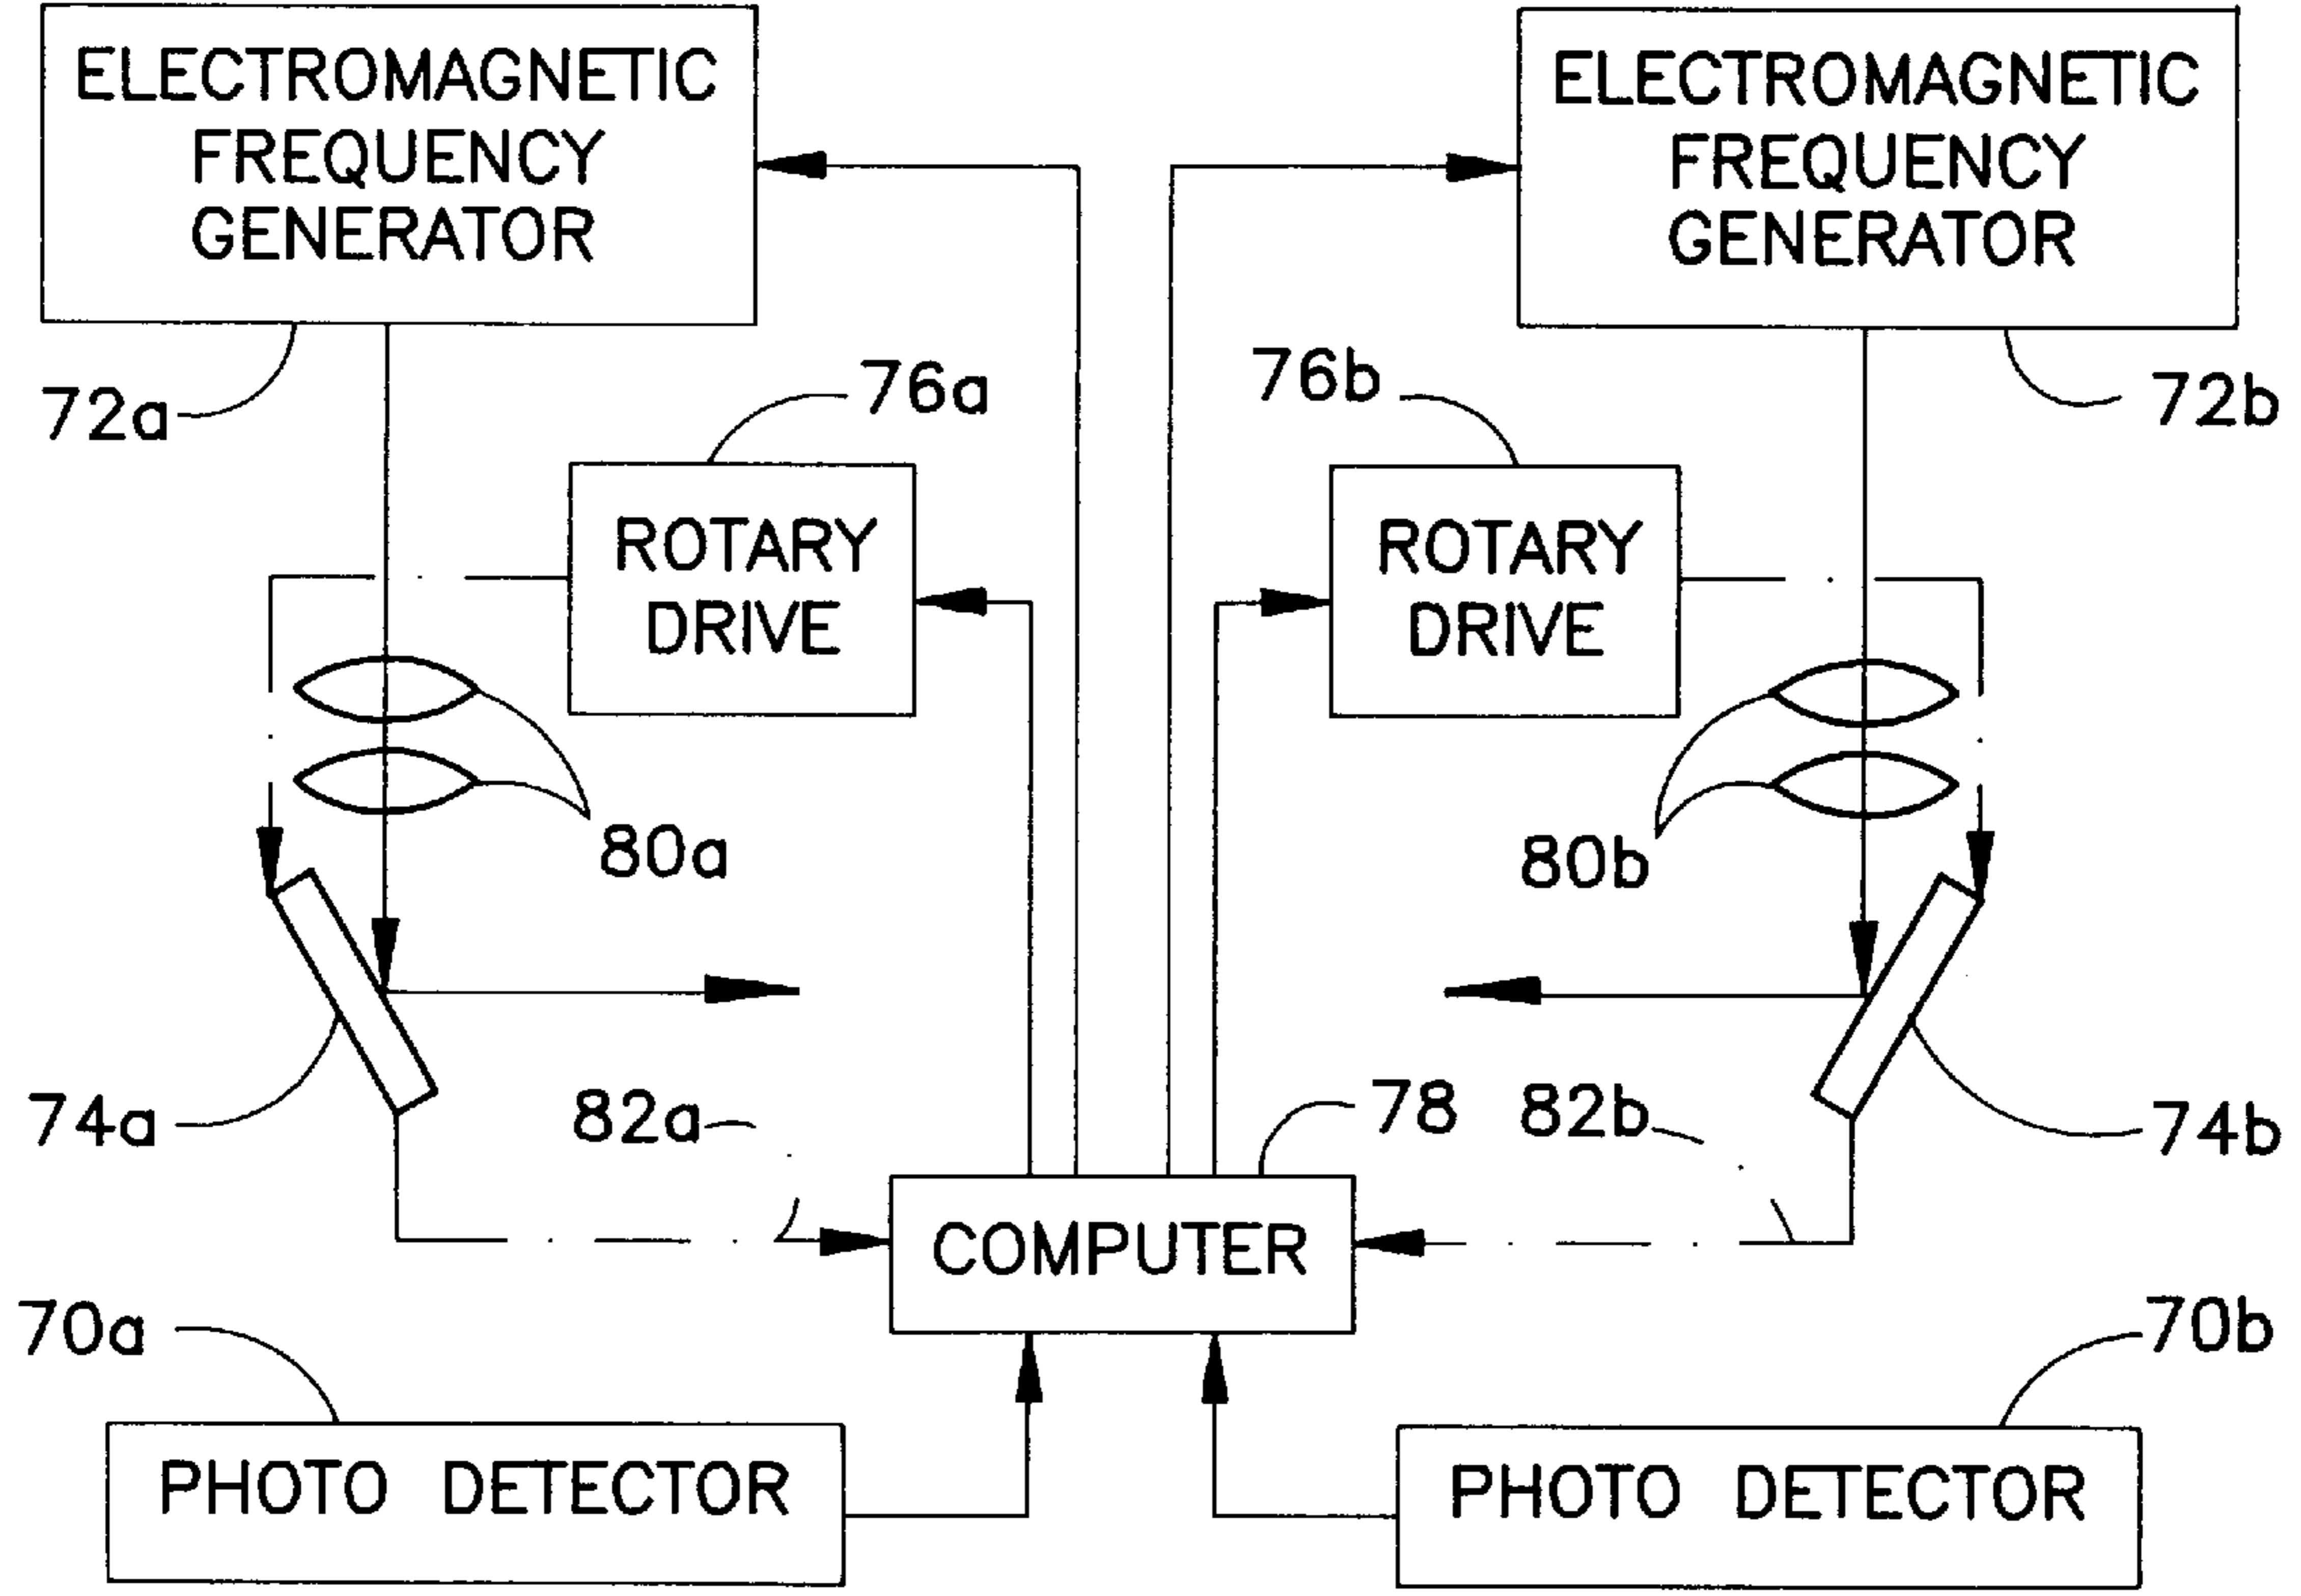 ELECTROMAGNETIC
FREQUENCY
GENERATOR
ELECTROMAGNETIC
FREQUENCY
GENERATOR
72a
76a
76b
72b
ROTARY
DRIVE
ROTARY
DRIVE
80a
80b
74a
82a
78
82b
74b
COMPUTER
70a
70b
PHOTO DETECTOR
PHOTO DETECTOR